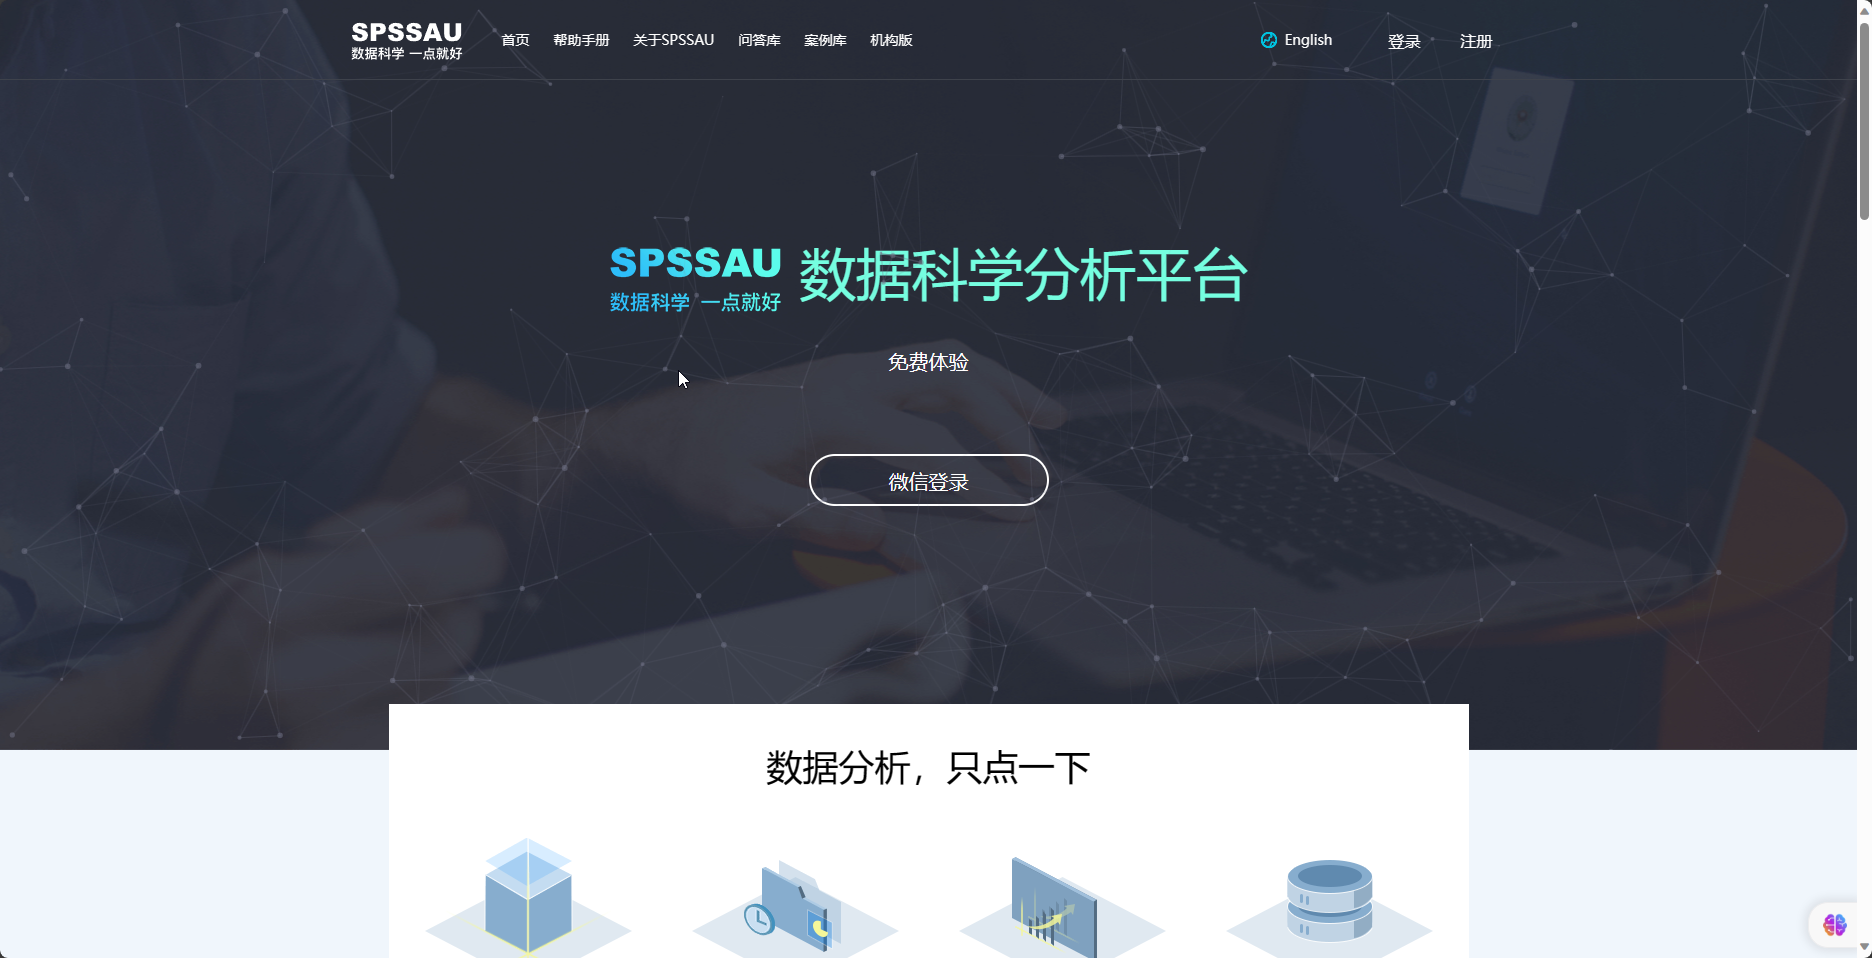 SPSSAU
数据科学 一点就好
首页 帮助手册 关于SPSSAU 问答库 案例库 机构版
English 登录 注册
SPSSAU 数据科学分析平台
数据科学 一点就好
免费体验
微信登录
数据分析，只点一下